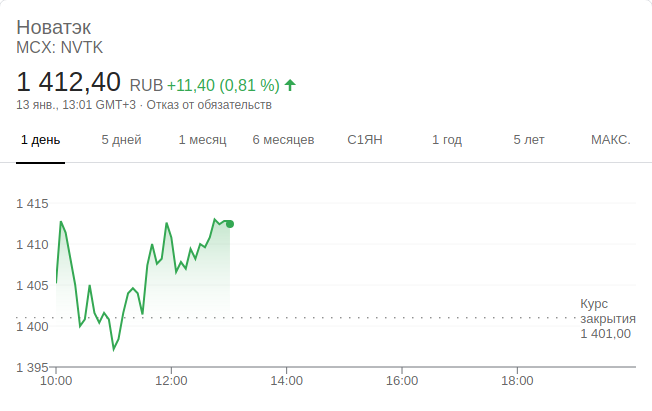 Новатэк
MCX: NVTK
1 412,40 RUB +11,40 (0,81 %)
13 янв., 13:01 GMT+3 · Отказ от обязательств
1 день 5 дней 1 месяц 6 месяцев С1ЯН 1 год 5 лет МАКС.
1 415
1 410
1 405
Курс
закрытия
1 401,00
1 400
1 395
10:00 12:00 14:00 16:00 18:00